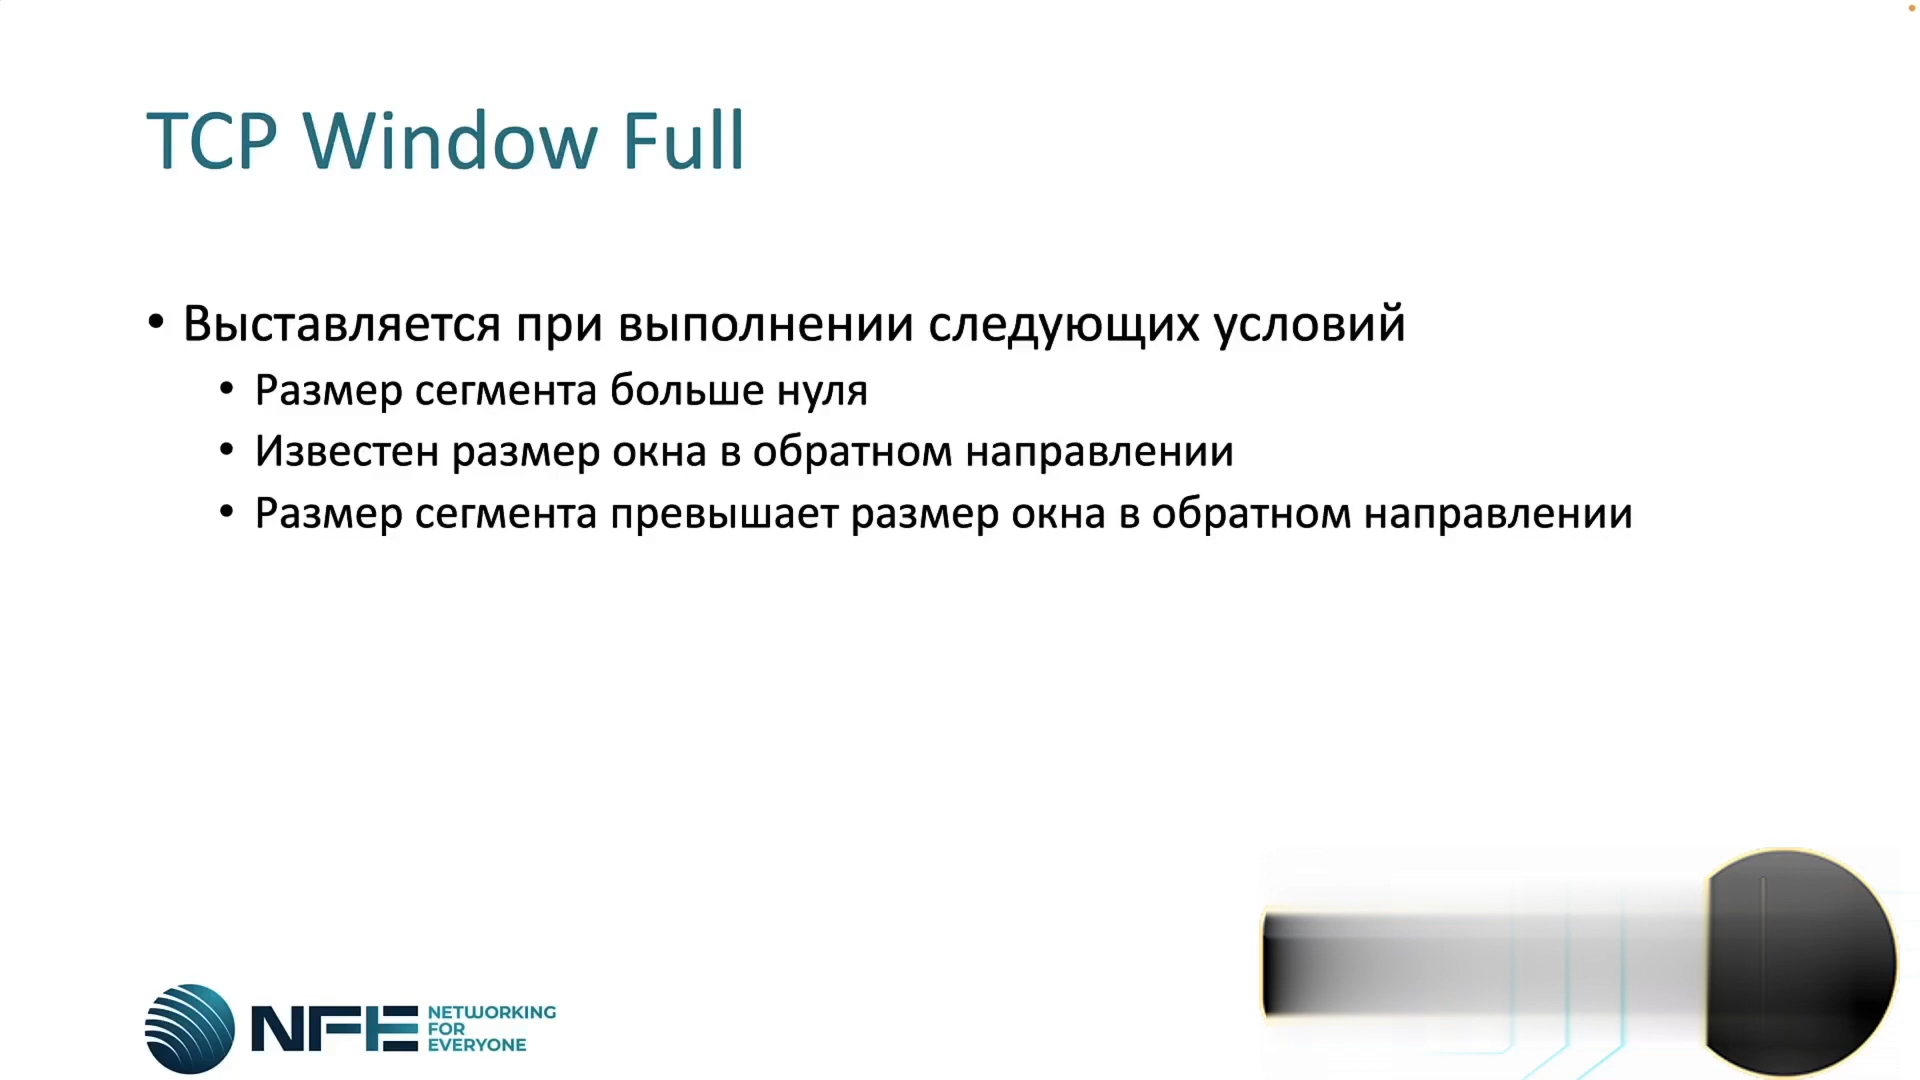 TCP Window Full
• Выставляется при выполнении следующих условий
• Размер сегмента больше нуля
• Известен размер окна в обратном направлении
• Размер сегмента превышает размер окна в обратном направлении
NFE
NETWORKING
FOR
EVERYONE